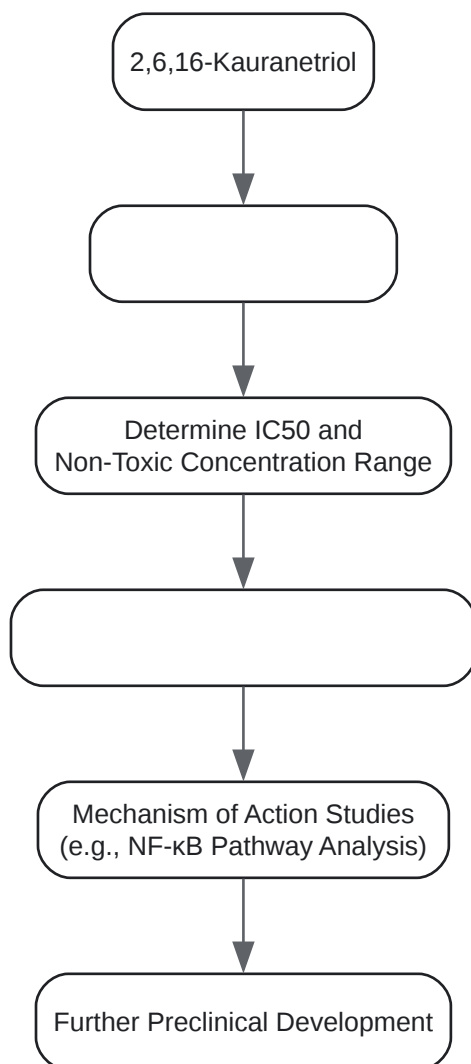 2,6,16-Kauranetriol
Determine IC50 and
Non-Toxic Concentration Range
Mechanism of Action Studies
(e.g., NF-κB Pathway Analysis)
Further Preclinical Development